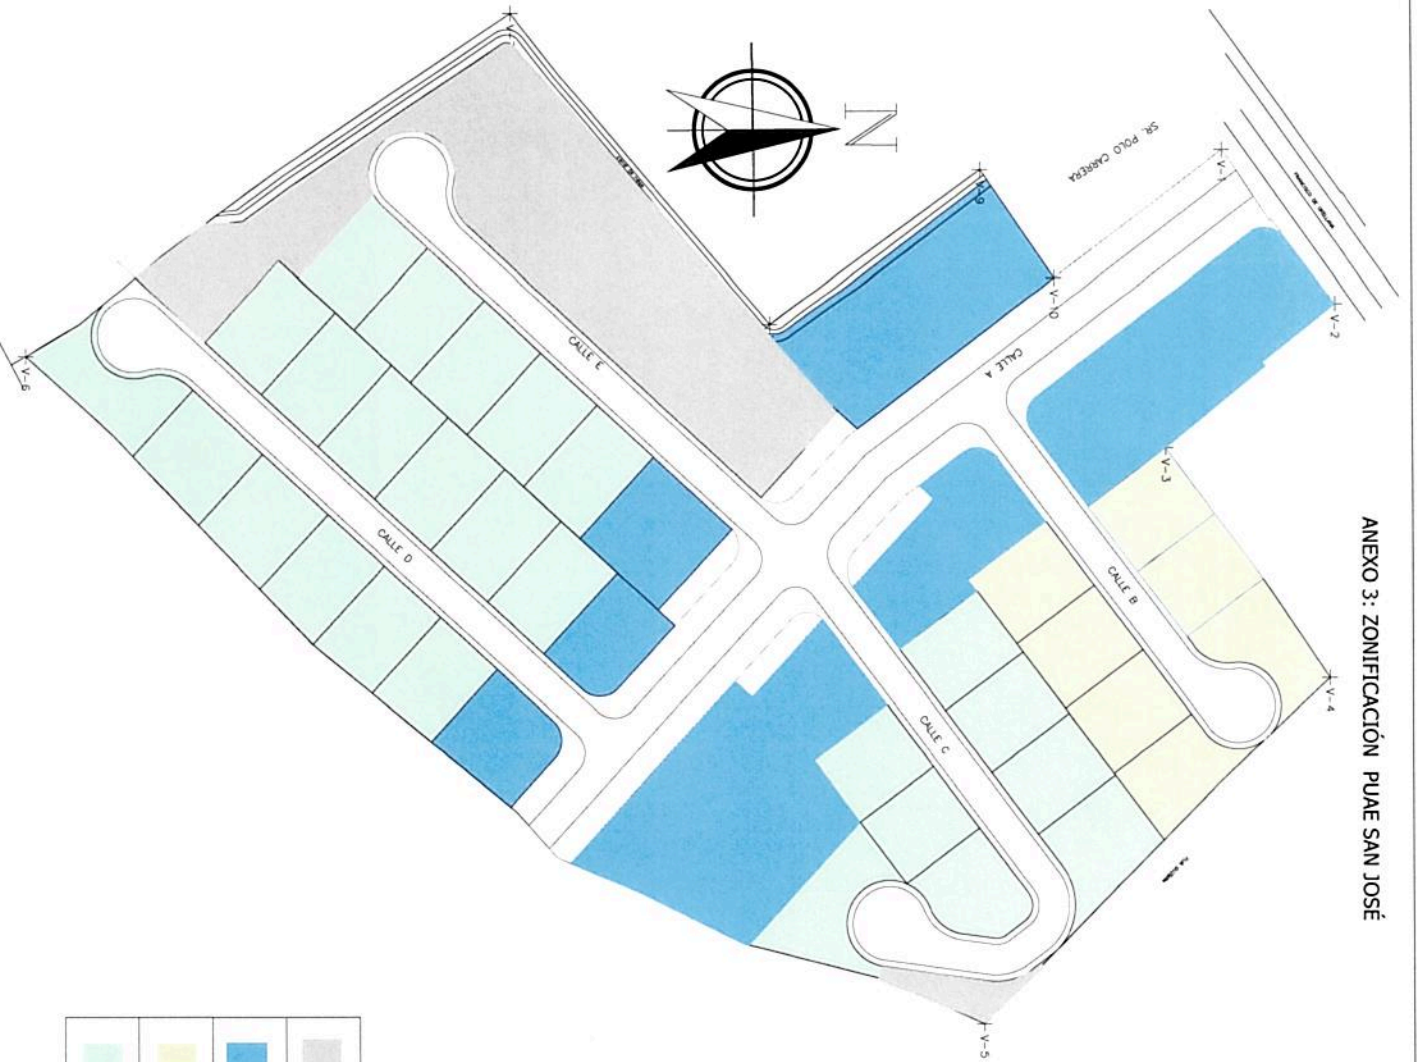 ANEXO 3: ZONIFICACIÓN PUAE SAN JOSÉ
N
SR. POLO CARRERA
V-1
V-2
V-3
V-4
V-5
V-6
V-9
V-10
CALLE A
CALLE B
CALLE C
CALLE D
CALLE E